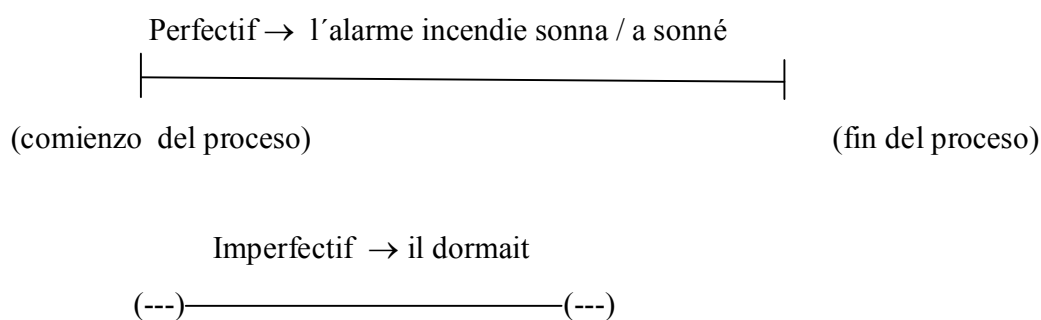 Perfectif → l´alarme incendie sonna / a sonné
(comienzo del proceso) (fin del proceso)
Imperfectif → il dormait
(---)―――(---)